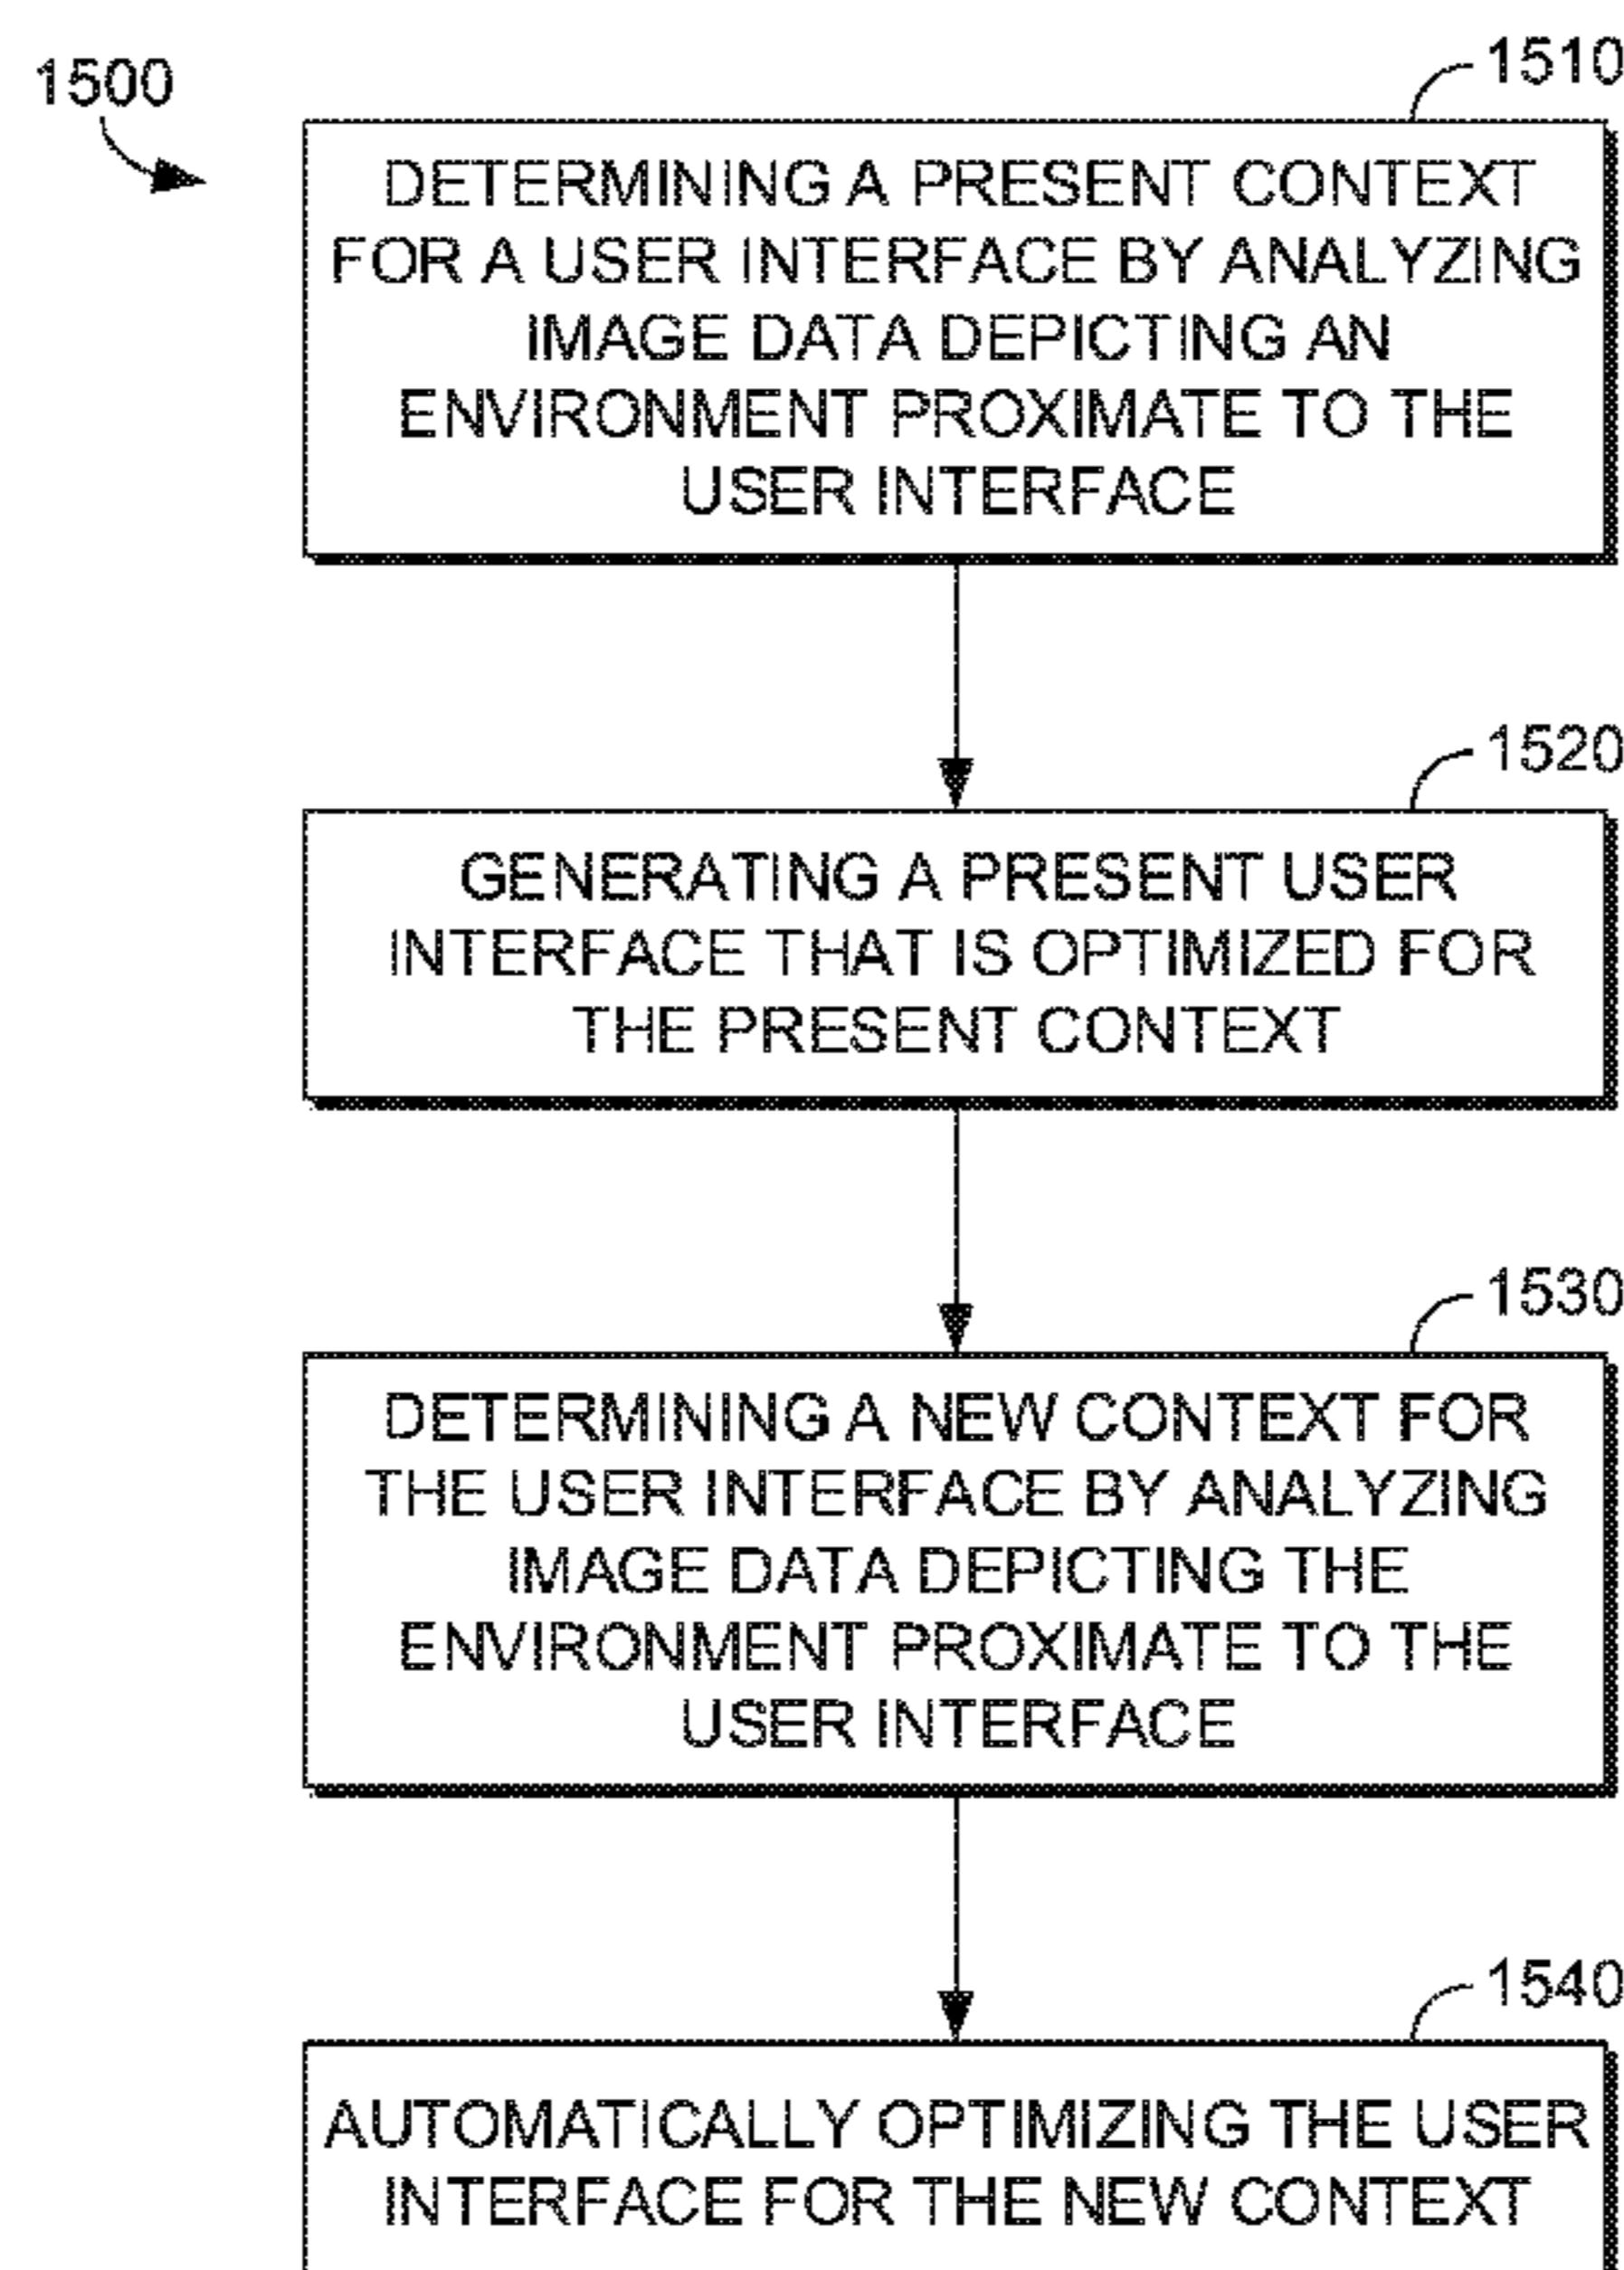 1500
1510
DETERMINING A PRESENT CONTEXT
FOR A USER INTERFACE BY ANALYZING
IMAGE DATA DEPICTING AN
ENVIRONMENT PROXIMATE TO THE
USER INTERFACE
1520
GENERATING A PRESENT USER
INTERFACE THAT IS OPTIMIZED FOR
THE PRESENT CONTEXT
1530
DETERMINING A NEW CONTEXT FOR
THE USER INTERFACE BY ANALYZING
IMAGE DATA DEPICTING THE
ENVIRONMENT PROXIMATE TO THE
USER INTERFACE
1540
AUTOMATICALLY OPTIMIZING THE USER
INTERFACE FOR THE NEW CONTEXT